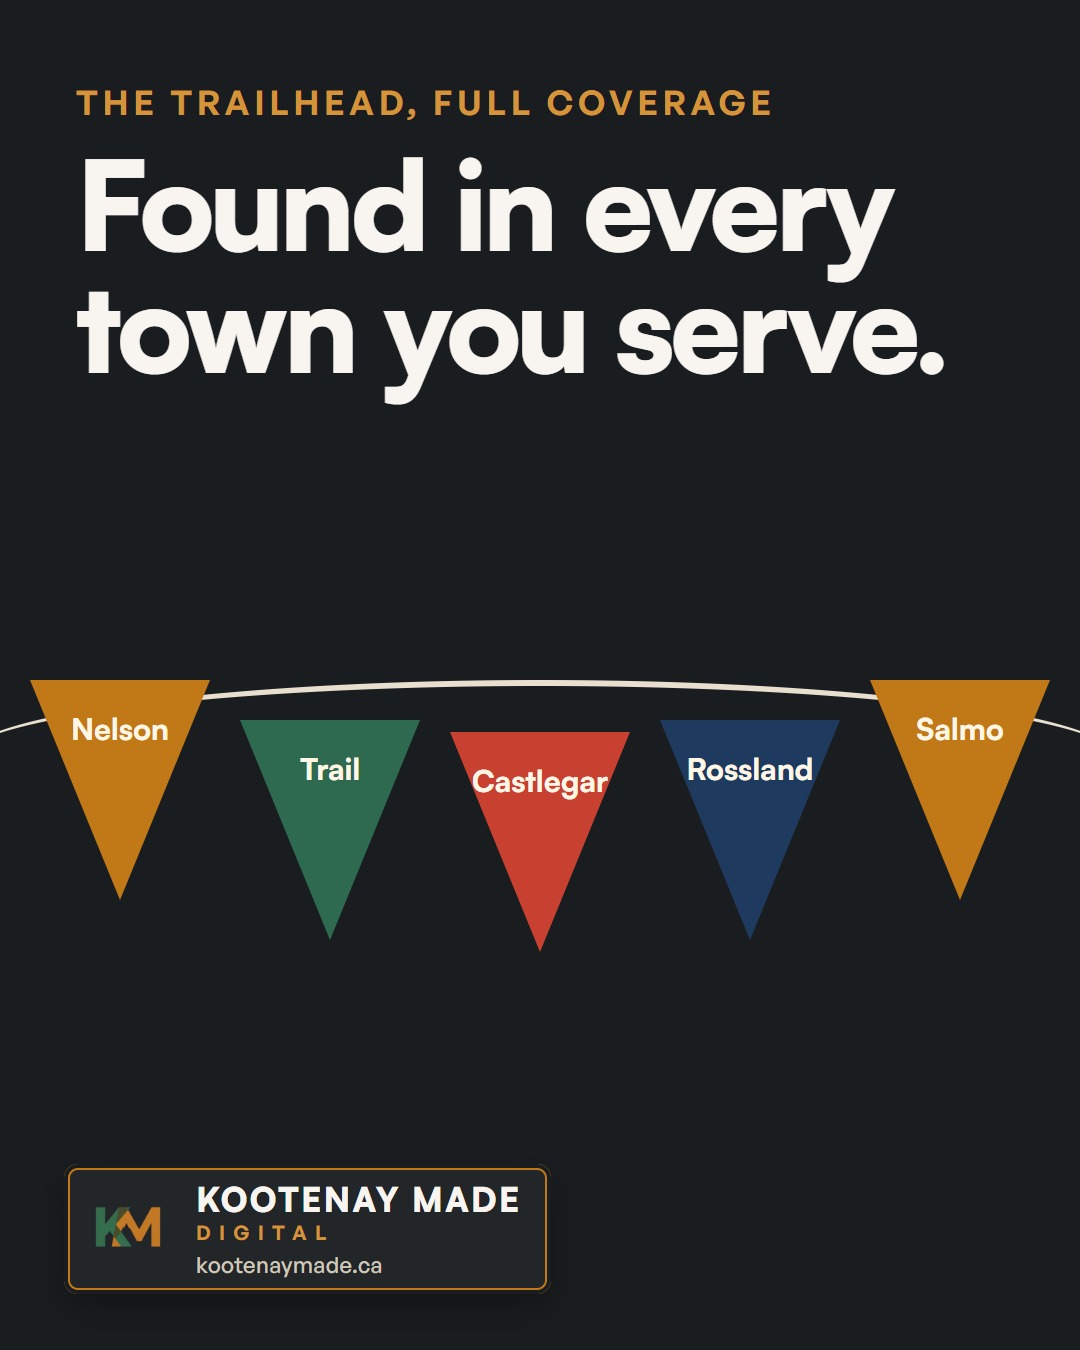 THE TRAILHEAD, FULL COVERAGE
Found in every
town you serve.
Nelson
Trail
Castlegar
Rossland
Salmo
KM
KOOTENAY MADE
DIGITAL
kootenaymade.ca